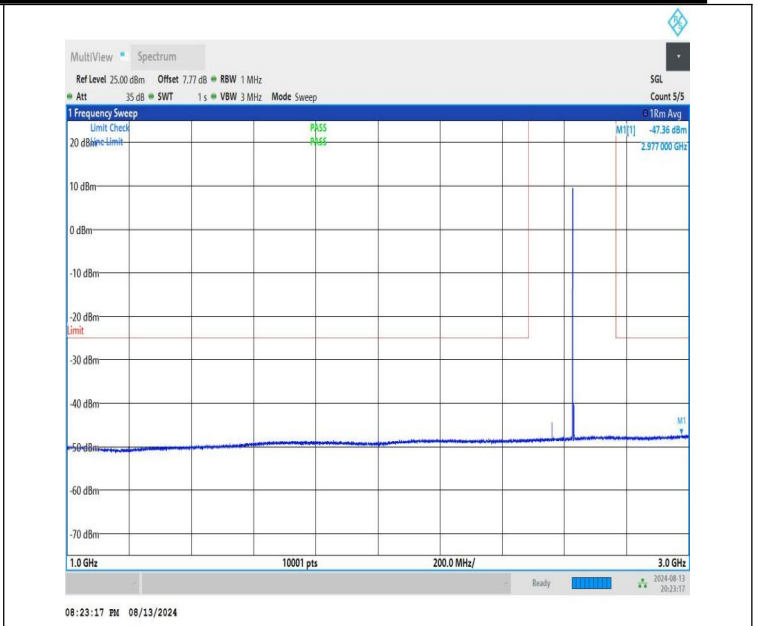 MultiView Spectrum
Ref Level 25.00 dBm Offset 7.77 dB RBW 1 MHz SGL
Att 35 dB SWT 1 s VBW 3 MHz Mode Sweep Count 5/5
1 Frequency Sweep 1Rm Avg
Limit Check PASS M1[1] -47.36 dBm
20 dBm Line Limit PASS 2.977 000 GHz
10 dBm
0 dBm
-10 dBm
-20 dBm
Limit
-30 dBm
-40 dBm
M1
-50 dBm
-60 dBm
-70 dBm
1.0 GHz 10001 pts 200.0 MHz/ 3.0 GHz
Ready 2024-08-13
20:23:17
08:23:17 PM 08/13/2024